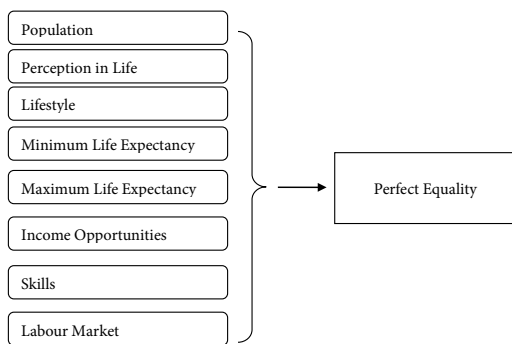 Population
Perception in Life
Lifestyle
Minimum Life Expectancy
Maximum Life Expectancy
Income Opportunities
Skills
Labour Market
Perfect Equality